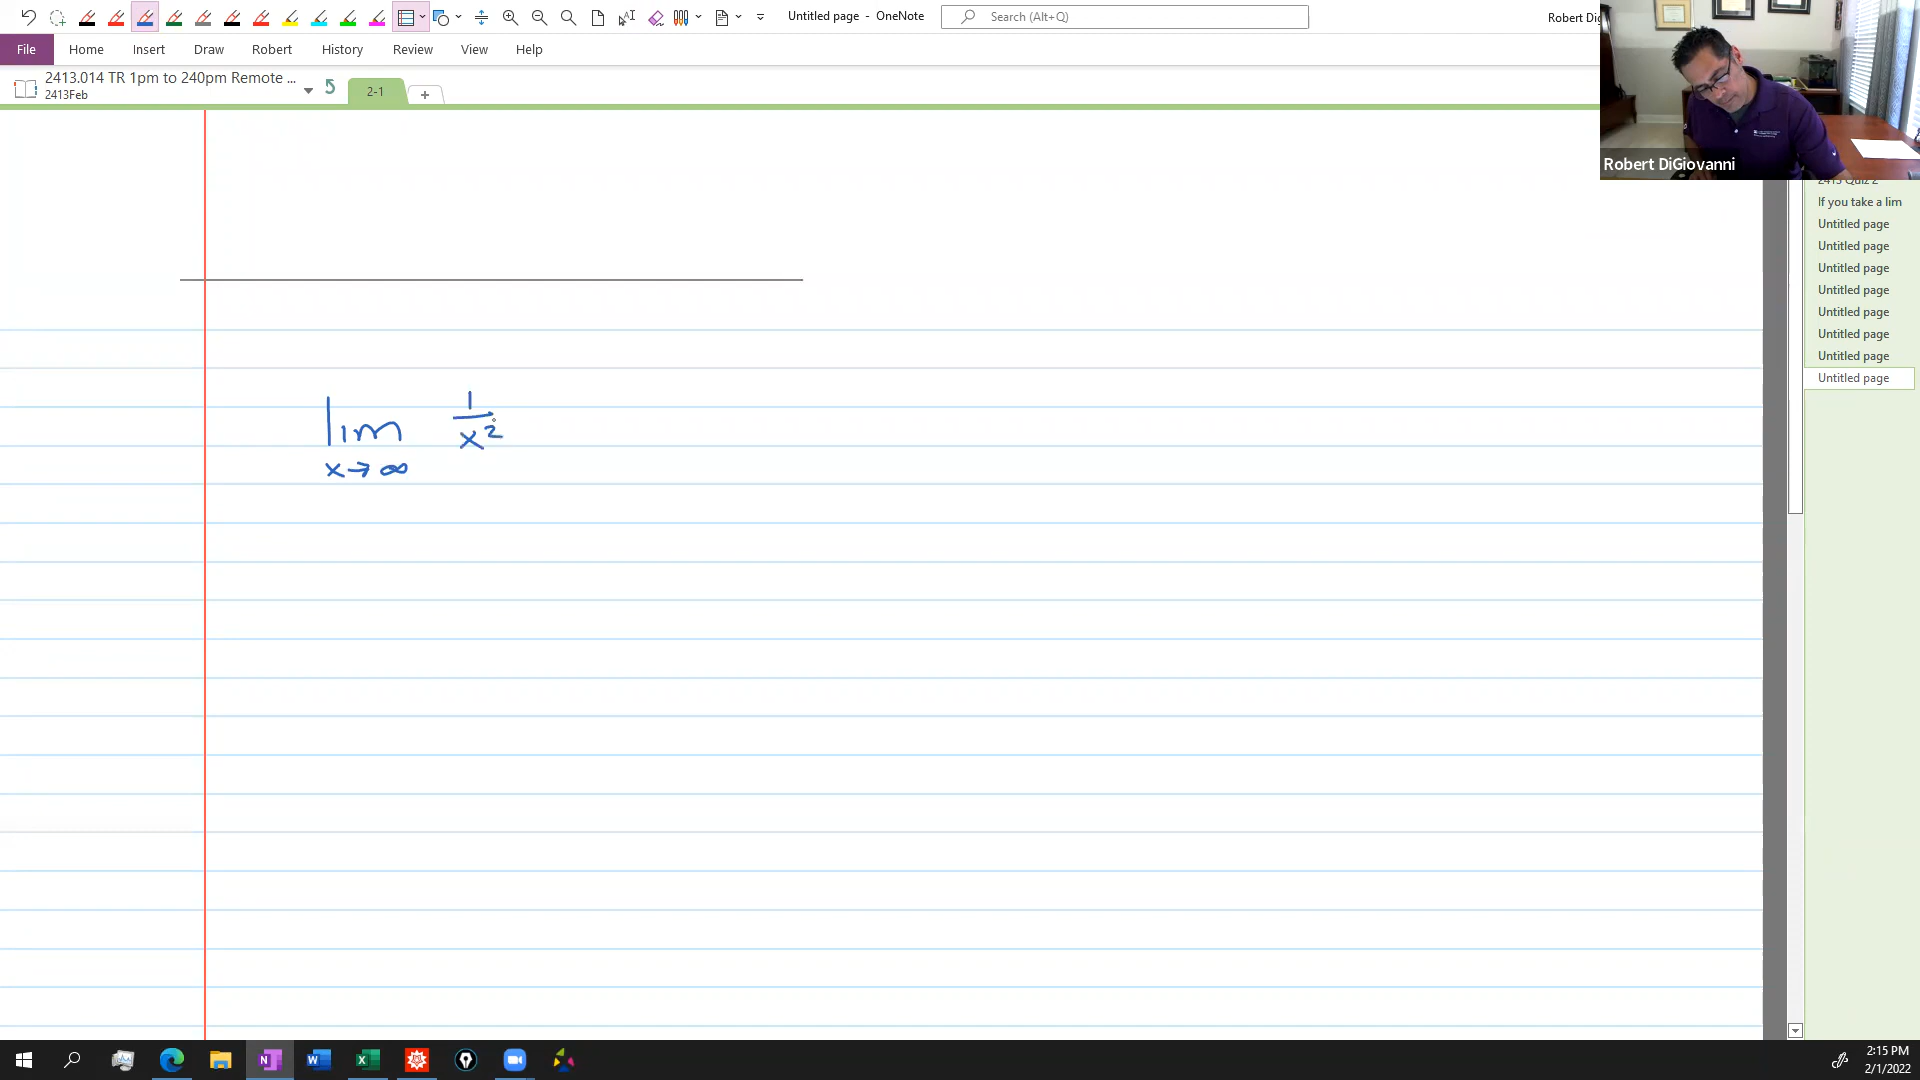 Untitled page - OneNote
Search (Alt+Q)
File Home Insert Draw Robert History Review View Help
2413.014 TR 1pm to 240pm Remote ...
2413Feb
2-1
Robert DiGiovanni
If you take a lim
Untitled page
Untitled page
Untitled page
Untitled page
Untitled page
Untitled page
Untitled page
Untitled page
lim 1/x²
x→∞
2:15 PM
2/1/2022